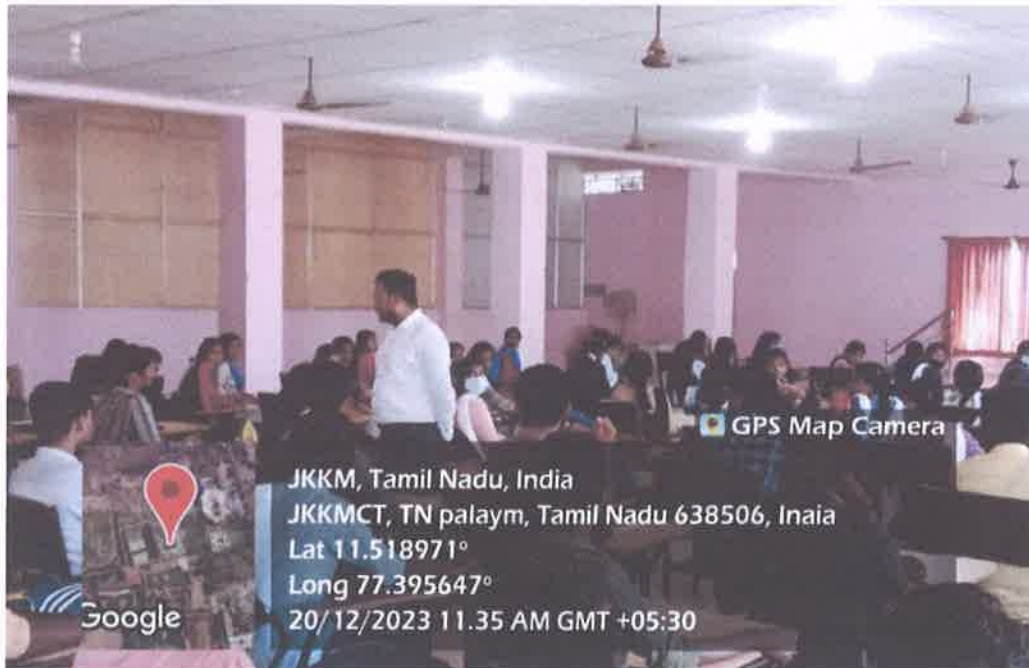 GPS Map Camera
JKKM, Tamil Nadu, India
JKKMCT, TN palaym, Tamil Nadu 638506, Inaia
Lat 11.518971°
Long 77.395647°
20/12/2023 11.35 AM GMT +05:30
Google